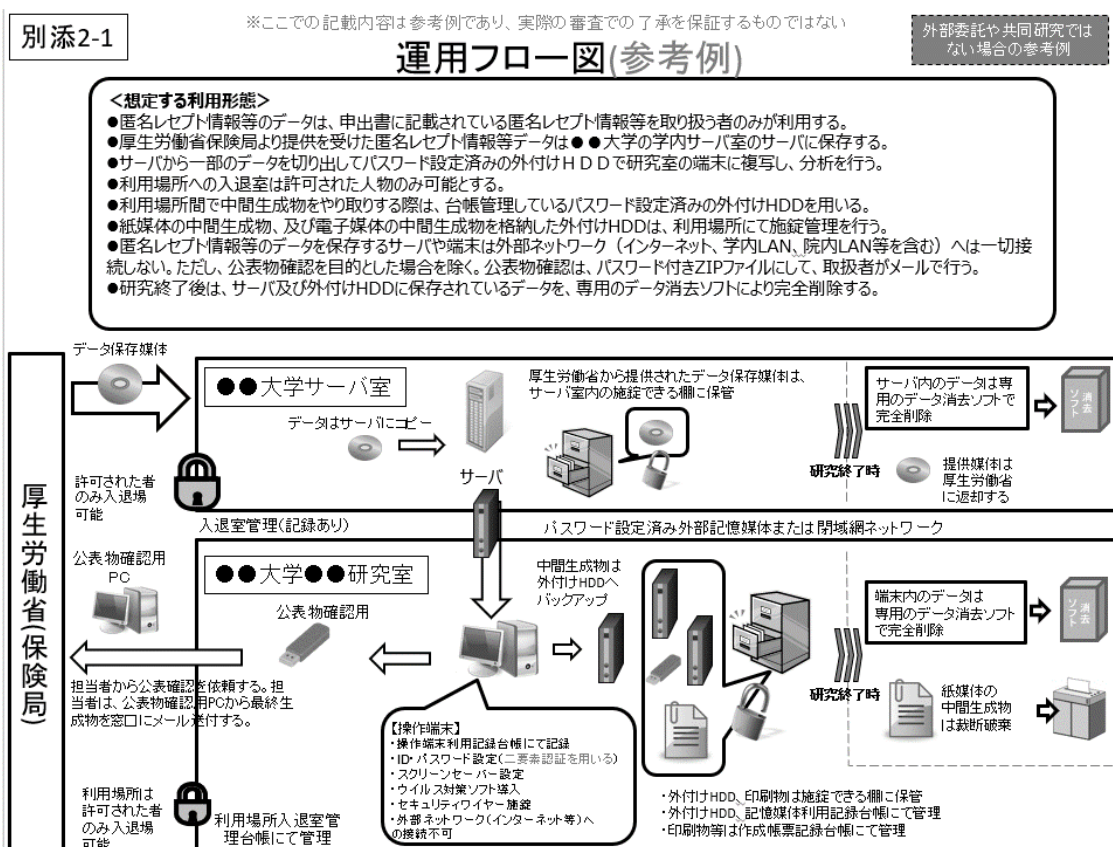 別添2-1
※ここでの記載内容は参考例であり、実際の審査での了承を保証するものではない
運用フロー図(参考例)
外部委託や共同研究では
ない場合の参考例
＜想定する利用形態＞
●匿名レセプト情報等のデータは、申出書に記載されている匿名レセプト情報等を取り扱う者のみが利用する。
●厚生労働省保険局より提供を受けた匿名レセプト情報等データは●●大学の学内サーバ室のサーバに保存する。
●サーバから一部のデータを切り出してパスワード設定済みの外付けＨＤＤで研究室の端末に複写し、分析を行う。
●利用場所への入退室は許可された人物のみ可能とする。
●利用場所間で中間生成物をやり取りする際は、台帳管理しているパスワード設定済みの外付けHDDを用いる。
●紙媒体の中間生成物、及び電子媒体の中間生成物を格納した外付けHDDは、利用場所にて施錠管理を行う。
●匿名レセプト情報等のデータを保存するサーバや端末は外部ネットワーク（インターネット、学内LAN、院内LAN等を含む）へは一切接
続しない。ただし、公表物確認を目的とした場合を除く。公表物確認は、パスワード付きZIPファイルにして、取扱者がメールで行う。
●研究終了後は、サーバ及び外付けHDDに保存されているデータを、専用のデータ消去ソフトにより完全削除する。
データ保存媒体
厚生労働省(保険局)
●●大学サーバ室
データはサーバにコピー
サーバ
厚生労働省から提供されたデータ保存媒体は、
サーバ室内の施錠できる棚に保管
研究終了時
サーバ内のデータは専
用のデータ消去ソフトで
完全削除
消去
ソフト
提供媒体は
厚生労働省
に返却する
許可された者
のみ入退場
可能
入退室管理(記録あり)
パスワード設定済み外部記憶媒体または閉域網ネットワーク
公表物確認用
PC
●●大学●●研究室
公表物確認用
中間生成物は
外付けHDDへ
バックアップ
研究終了時
端末内のデータは
専用のデータ消去ソフト
で完全削除
消去
ソフト
紙媒体の
中間生成物
は裁断破棄
担当者から公表確認を依頼する。担
当者は、公表物確認用PCから最終生
成物を窓口にメール送付する。
【操作端末】
・操作端末利用記録台帳にて記録
・ID・パスワード設定(二要素認証を用いる)
・スクリーンセーバー設定
・ウイルス対策ソフト導入
・セキュリティワイヤー施錠
・外部ネットワーク(インターネット等)へ
の接続不可
・外付けHDD、印刷物は施錠できる棚に保管
・外付けHDD、記憶媒体利用記録台帳にて管理
・印刷物等は作成帳票記録台帳にて管理
利用場所は
許可された者
のみ入退場
可能
利用場所入退室管
理台帳にて管理